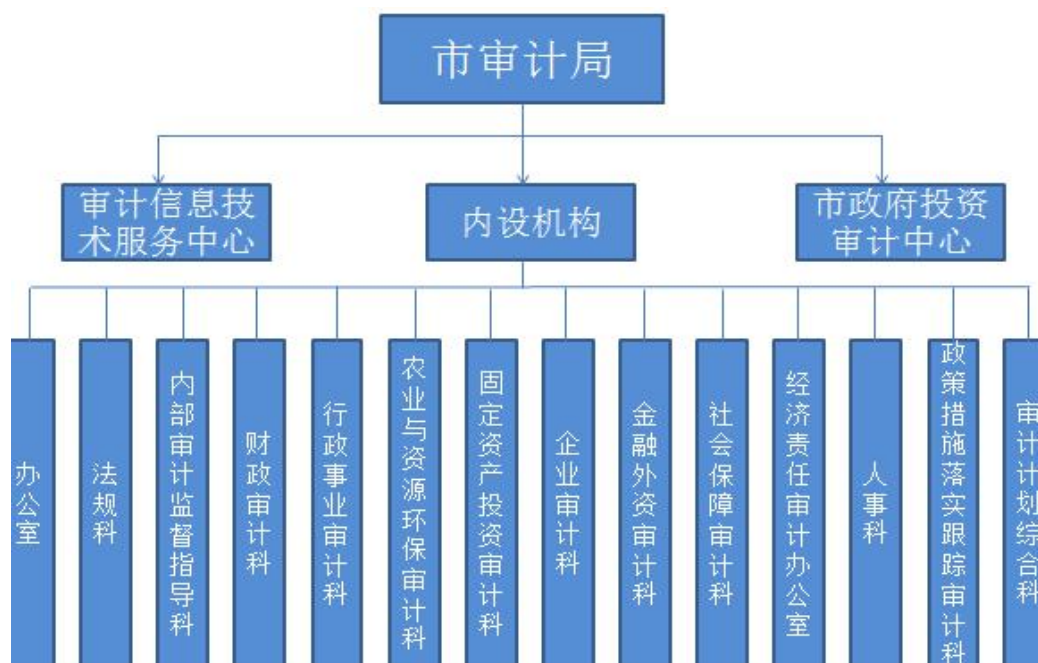 市审计局
审计信息技
术服务中心
内设机构
市政府投资
审计中心
办公室
法规科
内部审计监督指导科
财政审计科
行政事业审计科
农业与资源环保审计科
固定资产投资审计科
企业审计科
金融外资审计科
社会保障审计科
经济责任审计办公室
人事科
政策措施落实跟踪审计科
审计计划综合科